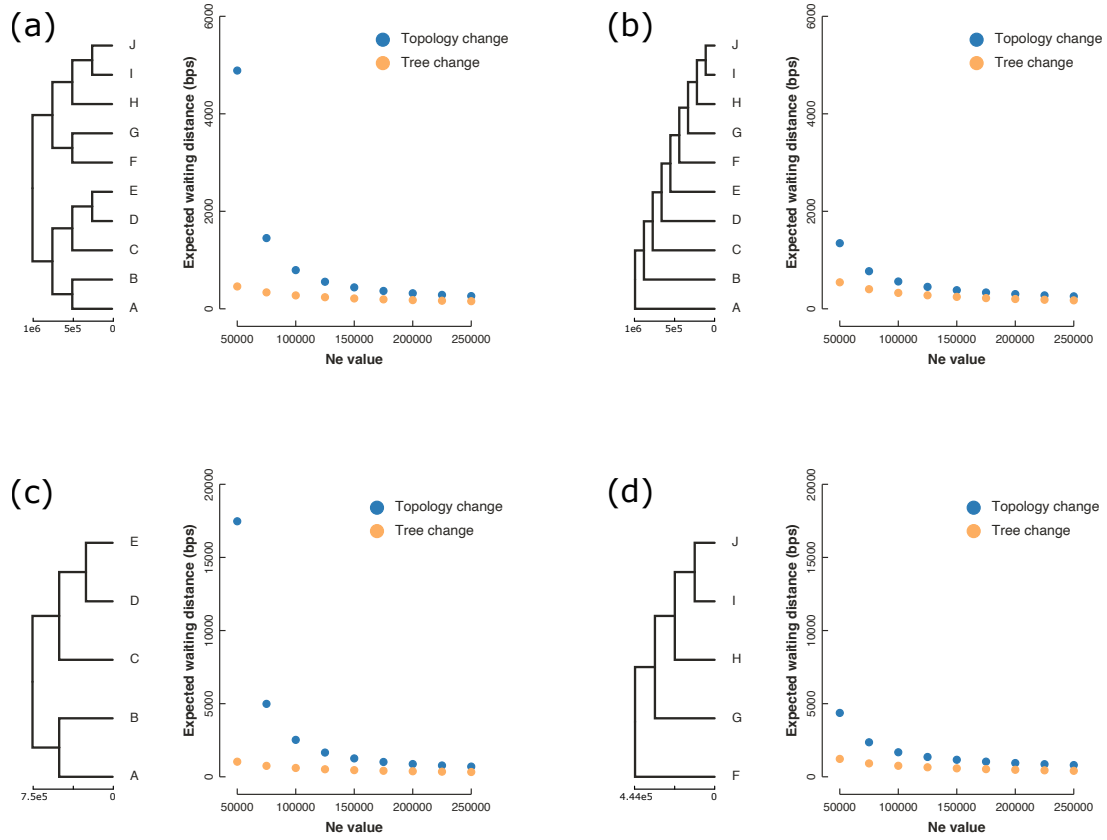 (a)
J
I
H
G
F
E
D
C
B
A
1e6 5e5 0
Expected waiting distance (bps)
6000
4000
2000
0
Topology change
Tree change
50000 100000 150000 200000 250000
Ne value
(b)
J
I
H
G
F
E
D
C
B
A
1e6 5e5 0
Expected waiting distance (bps)
6000
4000
2000
0
Topology change
Tree change
50000 100000 150000 200000 250000
Ne value
(c)
E
D
C
B
A
7.5e5 0
Expected waiting distance (bps)
20000
15000
10000
5000
0
Topology change
Tree change
50000 100000 150000 200000 250000
Ne value
(d)
J
I
H
G
F
4.44e5 0
Expected waiting distance (bps)
20000
15000
10000
5000
0
Topology change
Tree change
50000 100000 150000 200000 250000
Ne value